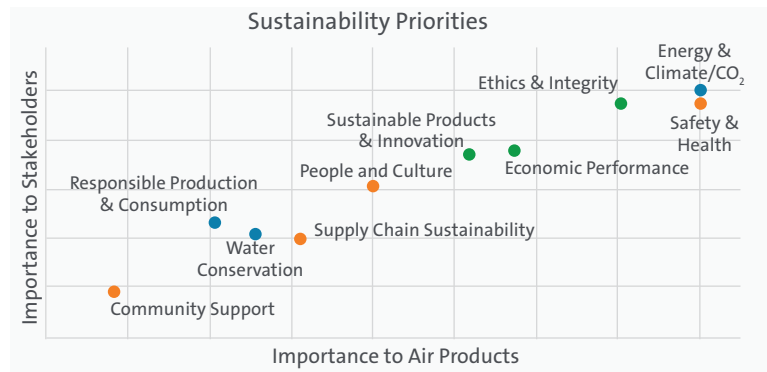 Sustainability Priorities
Energy &
Climate/CO₂
Ethics & Integrity
Safety &
Health
Sustainable Products
& Innovation
Economic Performance
People and Culture
Responsible Production
& Consumption
Supply Chain Sustainability
Water
Conservation
Community Support
Importance to Stakeholders
Importance to Air Products